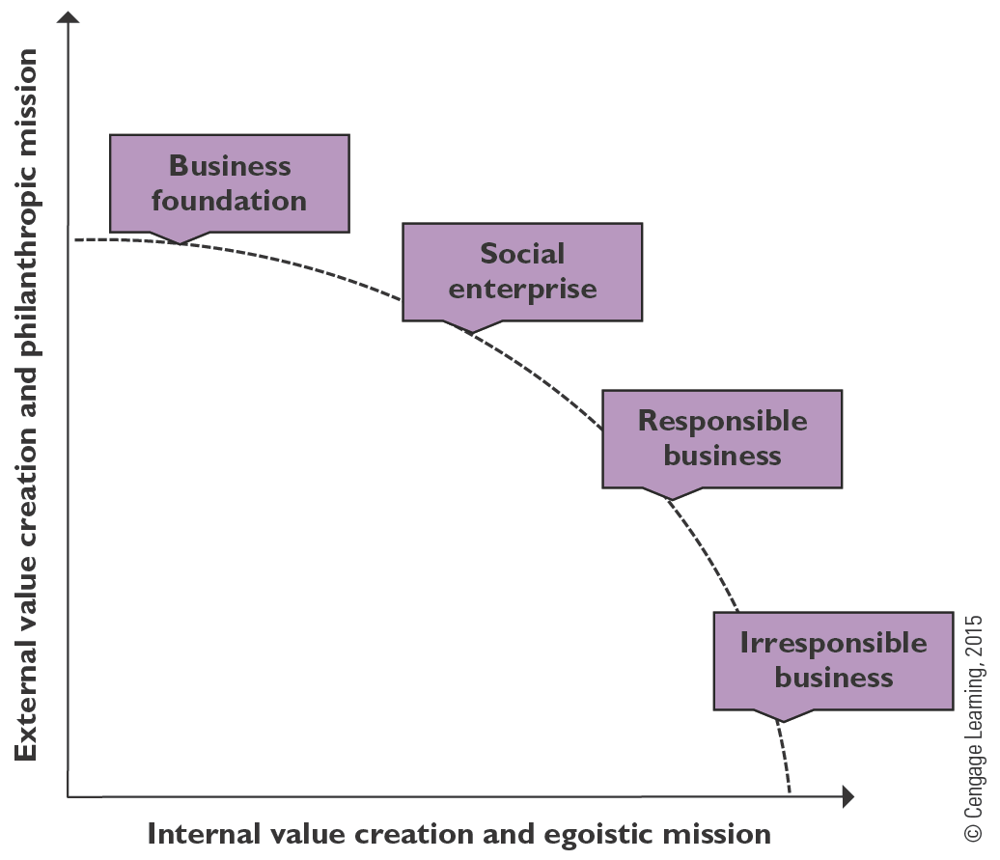 External value creation and philanthropic mission
Business
foundation
Social
enterprise
Responsible
business
Irresponsible
business
Internal value creation and egoistic mission
© Cengage Learning, 2015